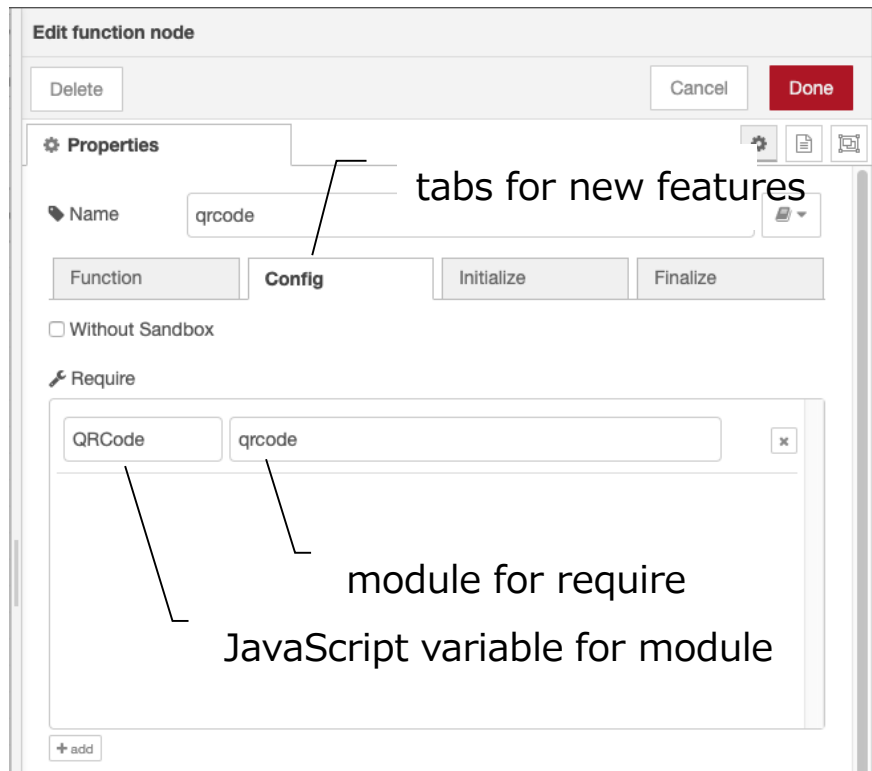 Edit function node
Delete
Cancel
Done
Properties
tabs for new features
Name
qrcode
Function
Config
Initialize
Finalize
Without Sandbox
Require
QRCode
qrcode
module for require
JavaScript variable for module
add